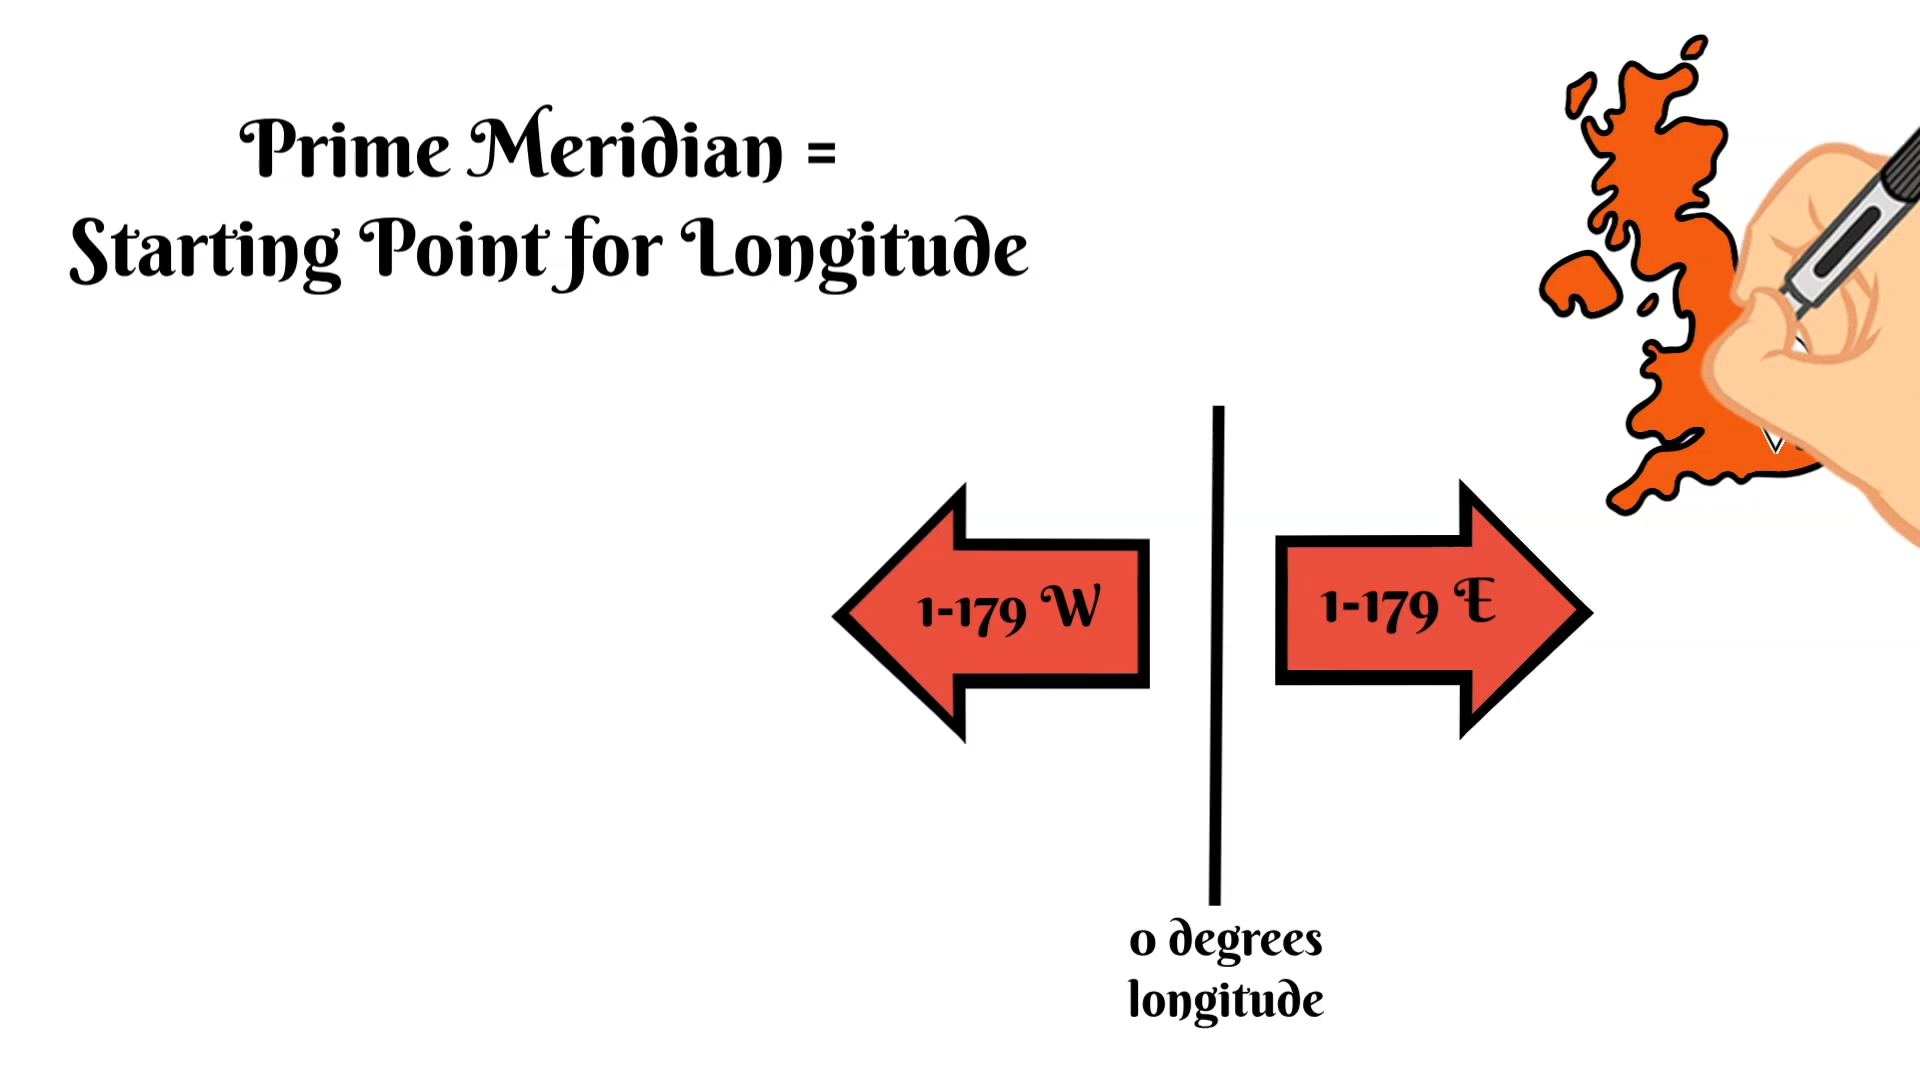 Prime Meridian =
Starting Point for Longitude
1-179 W
1-179 E
0 degrees
longitude